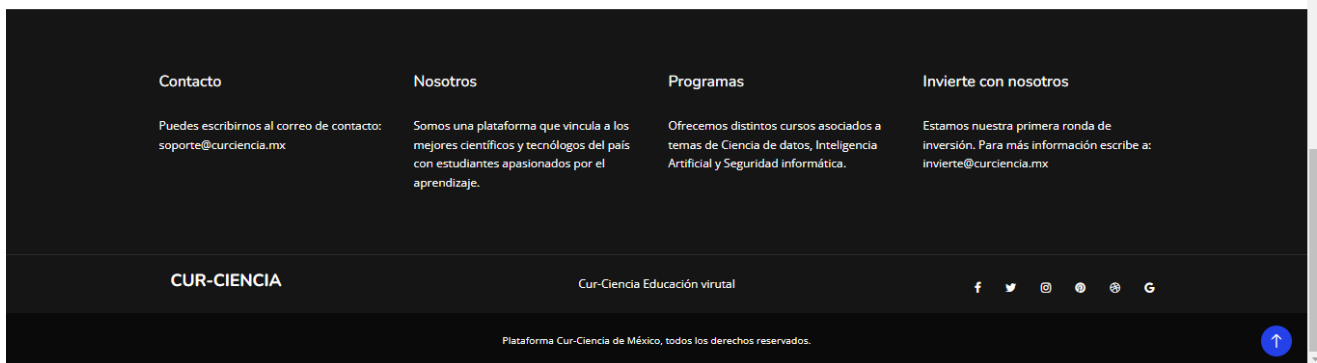 Contacto
Puedes escribirnos al correo de contacto:
soporte@curciencia.mx
Nosotros
Somos una plataforma que vincula a los
mejores científicos y tecnólogos del país
con estudiantes apasionados por el
aprendizaje.
Programas
Ofrecemos distintos cursos asociados a
temas de Ciencia de datos, Inteligencia
Artificial y Seguridad informática.
Invierte con nosotros
Estamos nuestra primera ronda de
inversión. Para más información escribe a:
invierte@curciencia.mx
CUR-CIENCIA
Cur-Ciencia Educación virutal
Plataforma Cur-Ciencia de México, todos los derechos reservados.